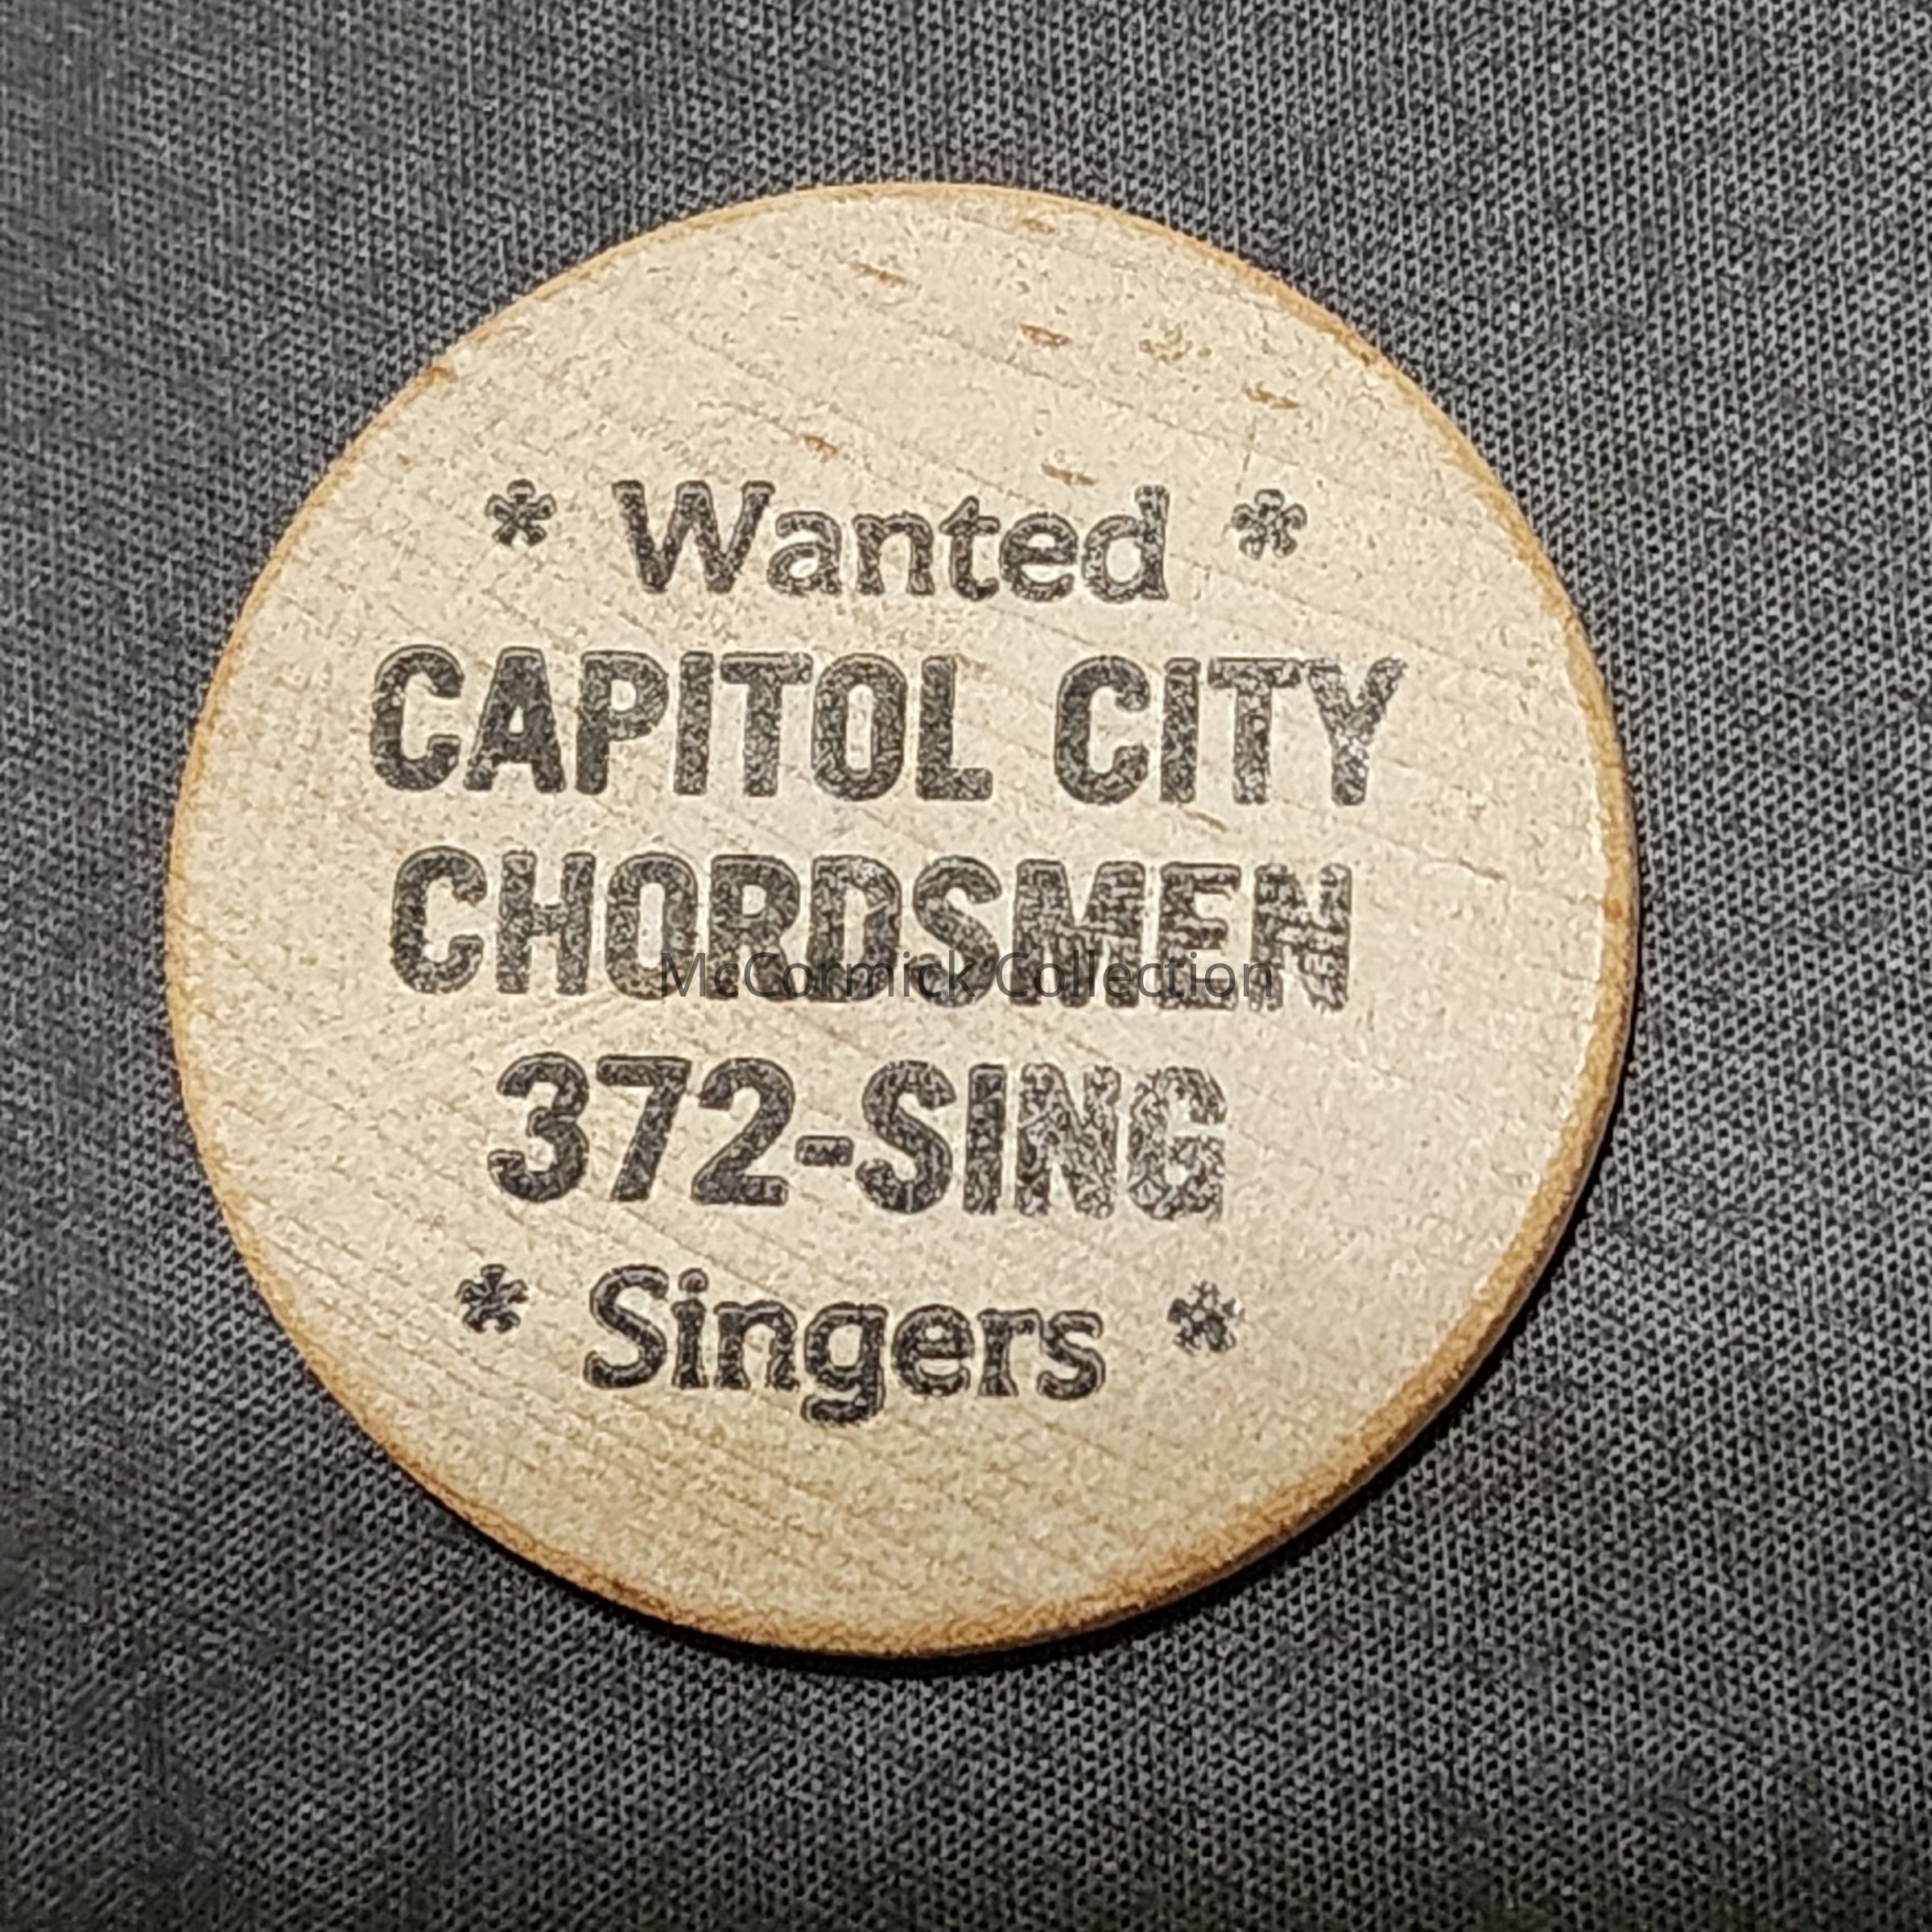 * Wanted *
CAPITOL CITY
CHORDSMEN
McCormick Collection
372-SING
* Singers *